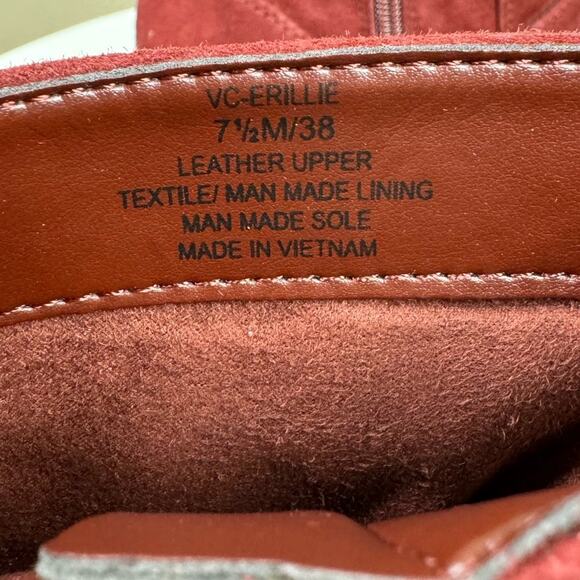 VC-ERILLIE
7½M/38
LEATHER UPPER
TEXTILE/ MAN MADE LINING
MAN MADE SOLE
MADE IN VIETNAM